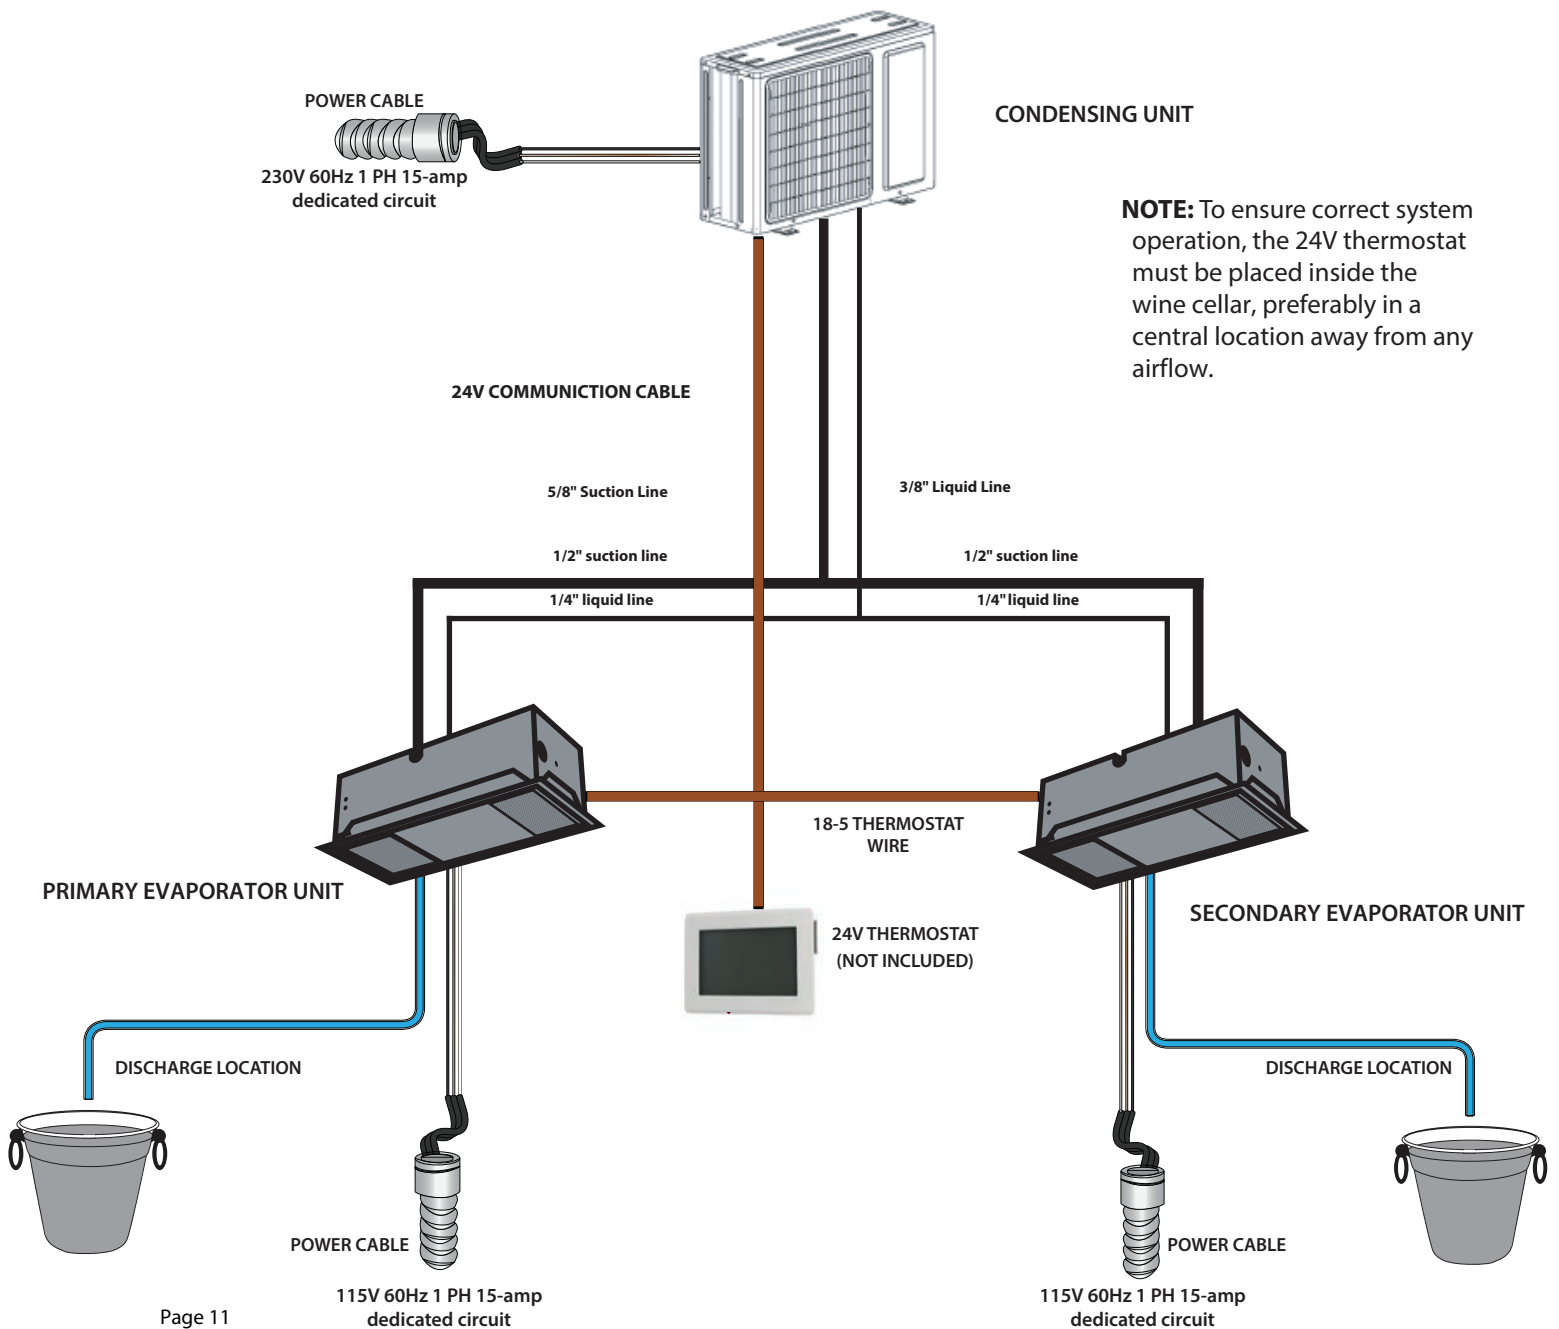 POWER CABLE
230V 60Hz 1 PH 15-amp
dedicated circuit
CONDENSING UNIT
NOTE: To ensure correct system
operation, the 24V thermostat
must be placed inside the
wine cellar, preferably in a
central location away from any
airflow.
24V COMMUNICTION CABLE
5/8" Suction Line
3/8" Liquid Line
1/2" suction line
1/2" suction line
1/4" liquid line
1/4" liquid line
18-5 THERMOSTAT
WIRE
PRIMARY EVAPORATOR UNIT
SECONDARY EVAPORATOR UNIT
24V THERMOSTAT
(NOT INCLUDED)
DISCHARGE LOCATION
DISCHARGE LOCATION
POWER CABLE
POWER CABLE
115V 60Hz 1 PH 15-amp
dedicated circuit
115V 60Hz 1 PH 15-amp
dedicated circuit
Page 11